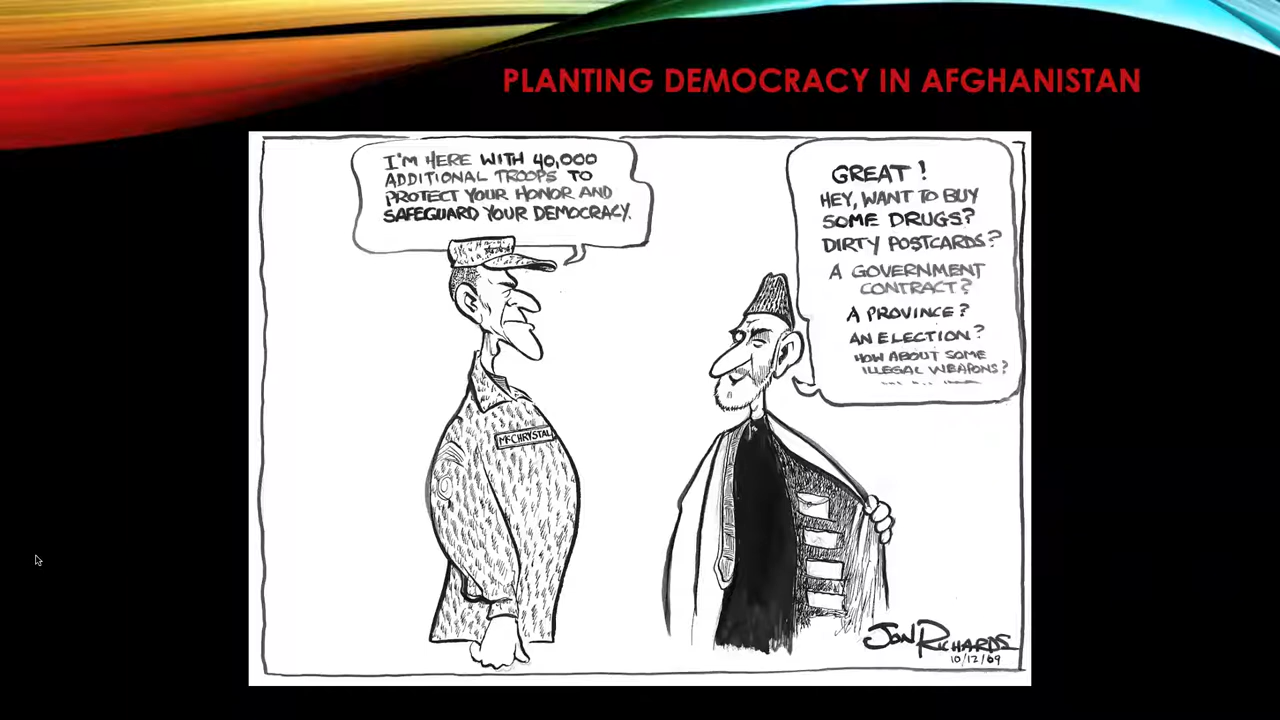 PLANTING DEMOCRACY IN AFGHANISTAN
I'M HERE WITH 40,000
ADDITIONAL TROOPS TO
PROTECT YOUR HONOR AND
SAFEGUARD YOUR DEMOCRACY.
GREAT!
HEY, WANT TO BUY
SOME DRUGS?
DIRTY POSTCARDS?
A GOVERNMENT
CONTRACT?
A PROVINCE?
AN ELECTION?
HOW ABOUT SOME
ILLEGAL WEAPONS?
McCHRYSTAL
JON RICHARDS
10/12/09